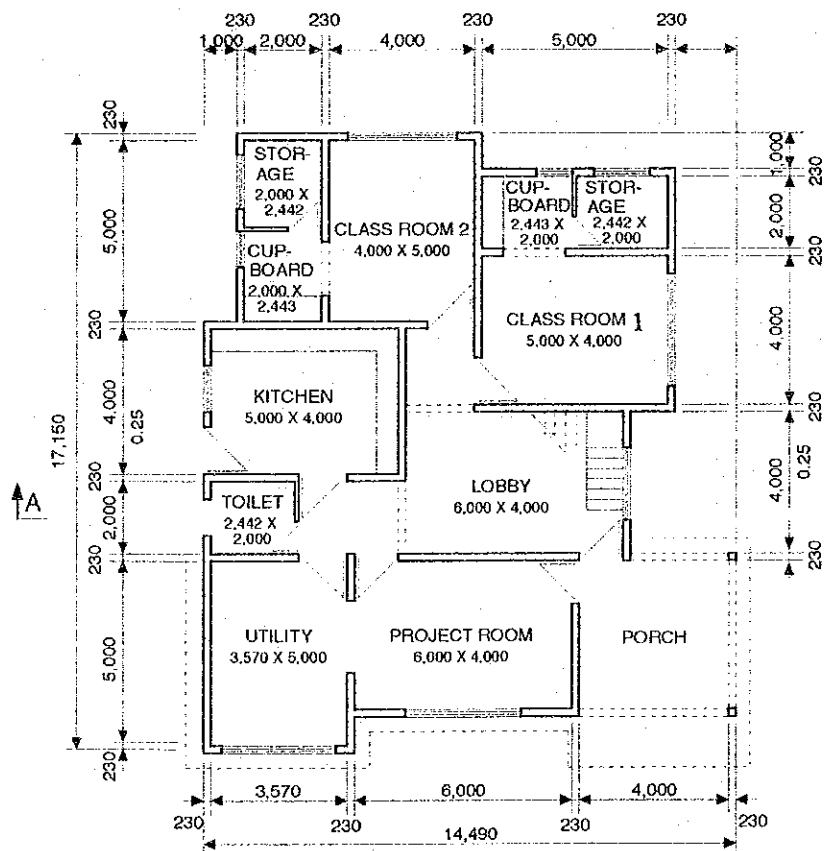 230 230 230 230
1,000 2,000 4,000 5,000
230
5,000
230
4,000
0.25
230
2,000
230
5,000
230
17,150
A
STOR-
AGE
2,000 X
2,442
CUP-
BOARD
2,000 X
2,443
CLASS ROOM 2
4,000 X 5,000
CUP-
BOARD
2,443 X
2,000
STOR-
AGE
2,442 X
2,000
CLASS ROOM 1
5,000 X 4,000
KITCHEN
5,000 X 4,000
TOILET
2,442 X
2,000
LOBBY
6,000 X 4,000
UTILITY
3,570 X 5,000
PROJECT ROOM
6,000 X 4,000
PORCH
1,000
230
2,000
230
4,000
230
4,000
0.25
230
3,570 6,000 4,000
230 230 230 230
14,490